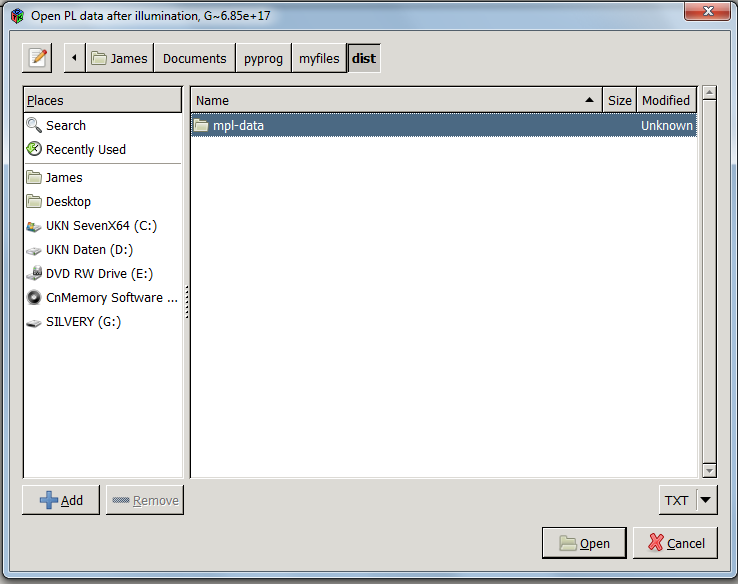 Open PL data after illumination, G~6.85e+17
James Documents pyprog myfiles dist
Places
Search
Recently Used
James
Desktop
UKN SevenX64 (C:)
UKN Daten (D:)
DVD RW Drive (E:)
CnMemory Software ...
SILVERY (G:)
Name Size Modified
mpl-data Unknown
Add Remove
TXT
Open Cancel